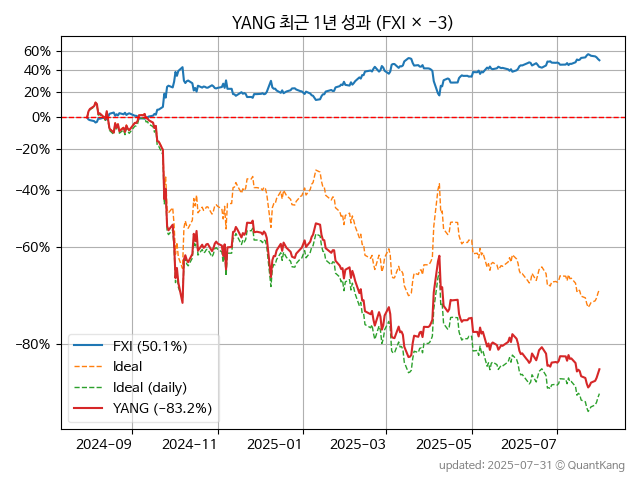 YANG 최근 1년 성과 (FXI × −3)
60%
40%
20%
0%
−20%
−40%
−60%
−80%
FXI (50.1%)
Ideal
Ideal (daily)
YANG (−83.2%)
2024-09
2024-11
2025-01
2025-03
2025-05
2025-07
updated: 2025-07-31 © QuantKang